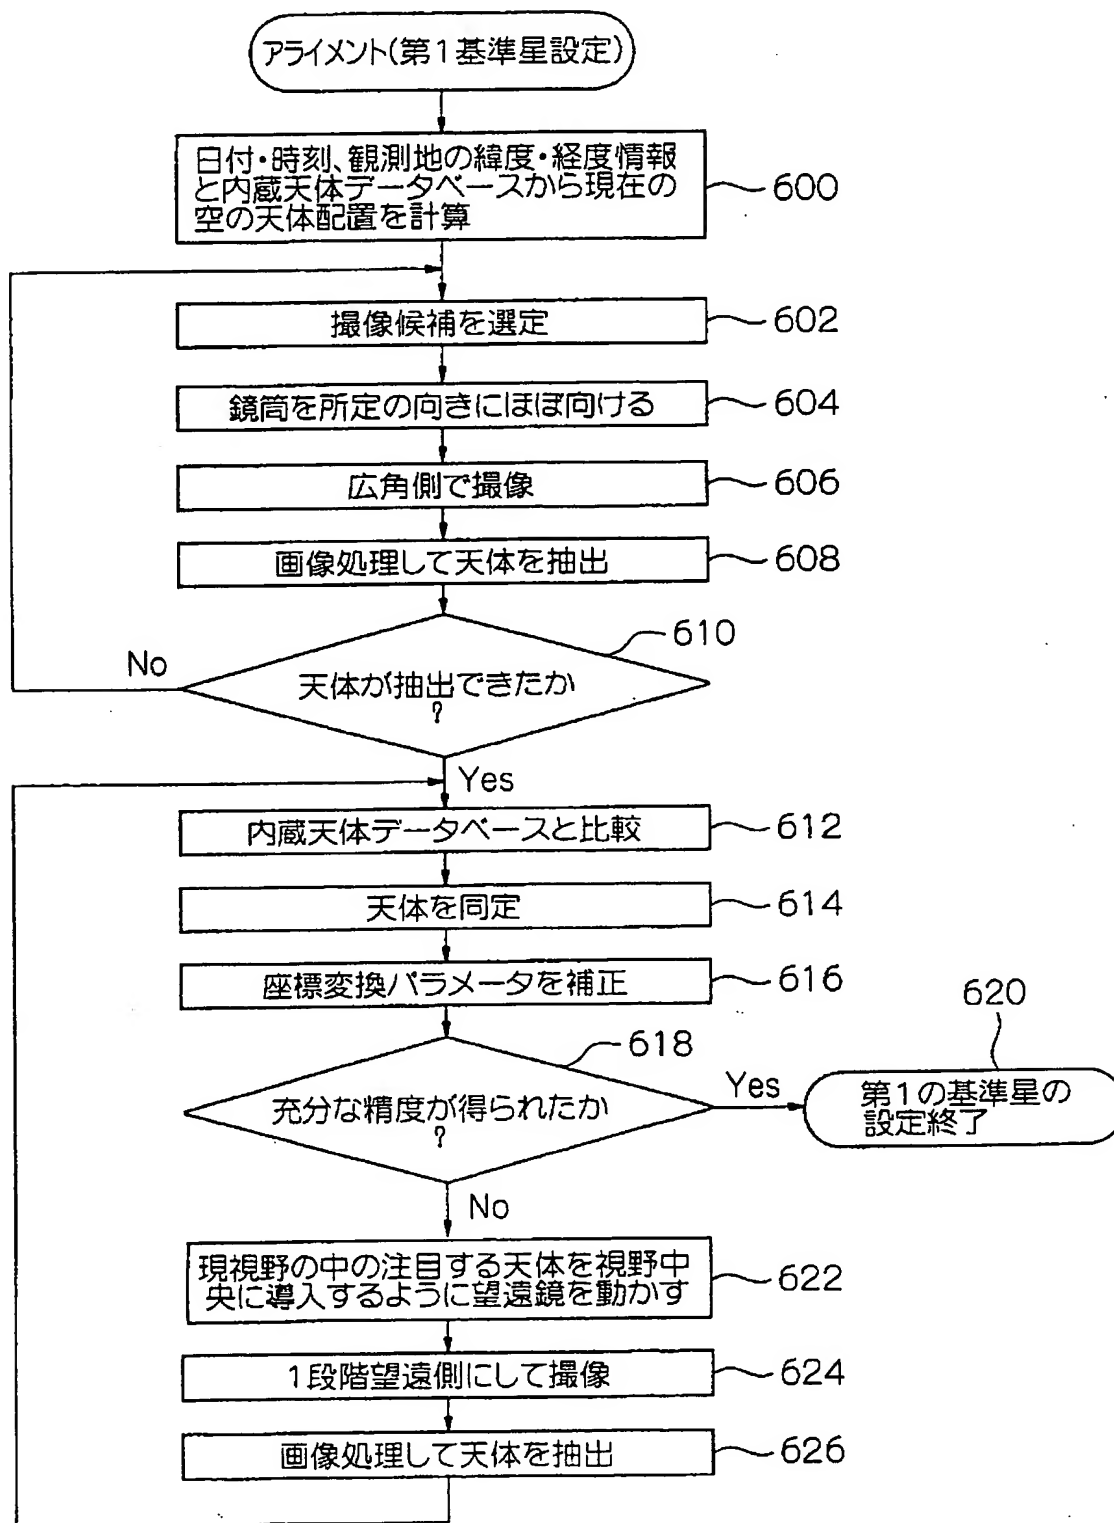 アライメント(第1基準星設定)
日付・時刻、観測地の緯度・経度情報
と内蔵天体データベースから現在の
空の天体配置を計算
600
撮像候補を選定
602
鏡筒を所定の向きにほぼ向ける
604
広角側で撮像
606
画像処理して天体を抽出
608
610
No
天体が抽出できたか
?
Yes
内蔵天体データベースと比較
612
天体を同定
614
座標変換パラメータを補正
616
618
620
充分な精度が得られたか
?
Yes
第1の基準星の
設定終了
No
現視野の中の注目する天体を視野中
央に導入するように望遠鏡を動かす
622
1段階望遠側にして撮像
624
画像処理して天体を抽出
626